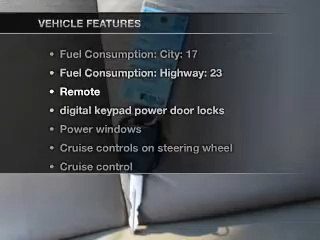 VEHICLE FEATURES
• Fuel Consumption: City: 17
• Fuel Consumption: Highway: 23
• Remote
• digital keypad power door locks
• Power windows
• Cruise controls on steering wheel
• Cruise control